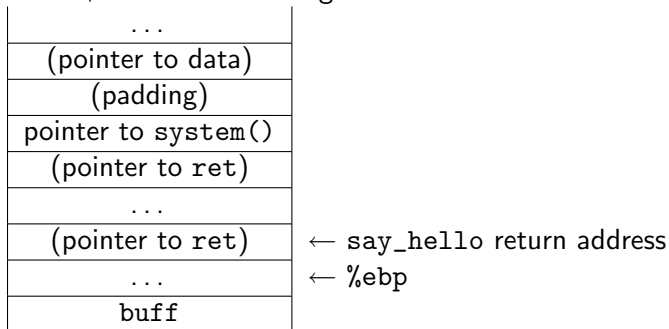 . . .
(pointer to data)
(padding)
pointer to system()
(pointer to ret)
. . .
(pointer to ret) ← say_hello return address
. . . ← %ebp
buff